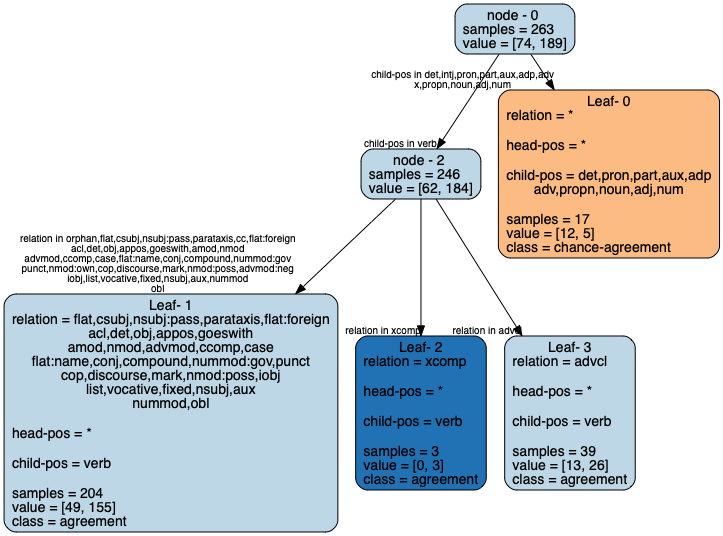 node - 0
samples = 263
value = [74, 189]
child-pos in det,intj,pron,part,aux,adp,adv
x,propn,noun,adj,num
Leaf- 0
relation = *
head-pos = *
child-pos = det,pron,part,aux,adp
adv,propn,noun,adj,num
samples = 17
value = [12, 5]
class = chance-agreement
child-pos in verb
node - 2
samples = 246
value = [62, 184]
relation in orphan,flat,csubj,nsubj:pass,parataxis,cc,flat:foreign
acl,det,obj,appos,goeswith,amod,nmod
advmod,ccomp,case,flat:name,conj,compound,nummod:gov
punct,nmod:own,cop,discourse,mark,nmod:poss,advmod:neg
iobj,list,vocative,fixed,nsubj,aux,nummod
obl
Leaf- 1
relation = flat,csubj,nsubj:pass,parataxis,flat:foreign
acl,det,obj,appos,goeswith
amod,nmod,advmod,ccomp,case
flat:name,conj,compound,nummod:gov,punct
cop,discourse,mark,nmod:poss,iobj
list,vocative,fixed,nsubj,aux
nummod,obl
head-pos = *
child-pos = verb
samples = 204
value = [49, 155]
class = agreement
relation in xcomp
Leaf- 2
relation = xcomp
head-pos = *
child-pos = verb
samples = 3
value = [0, 3]
class = agreement
relation in advcl
Leaf- 3
relation = advcl
head-pos = *
child-pos = verb
samples = 39
value = [13, 26]
class = agreement